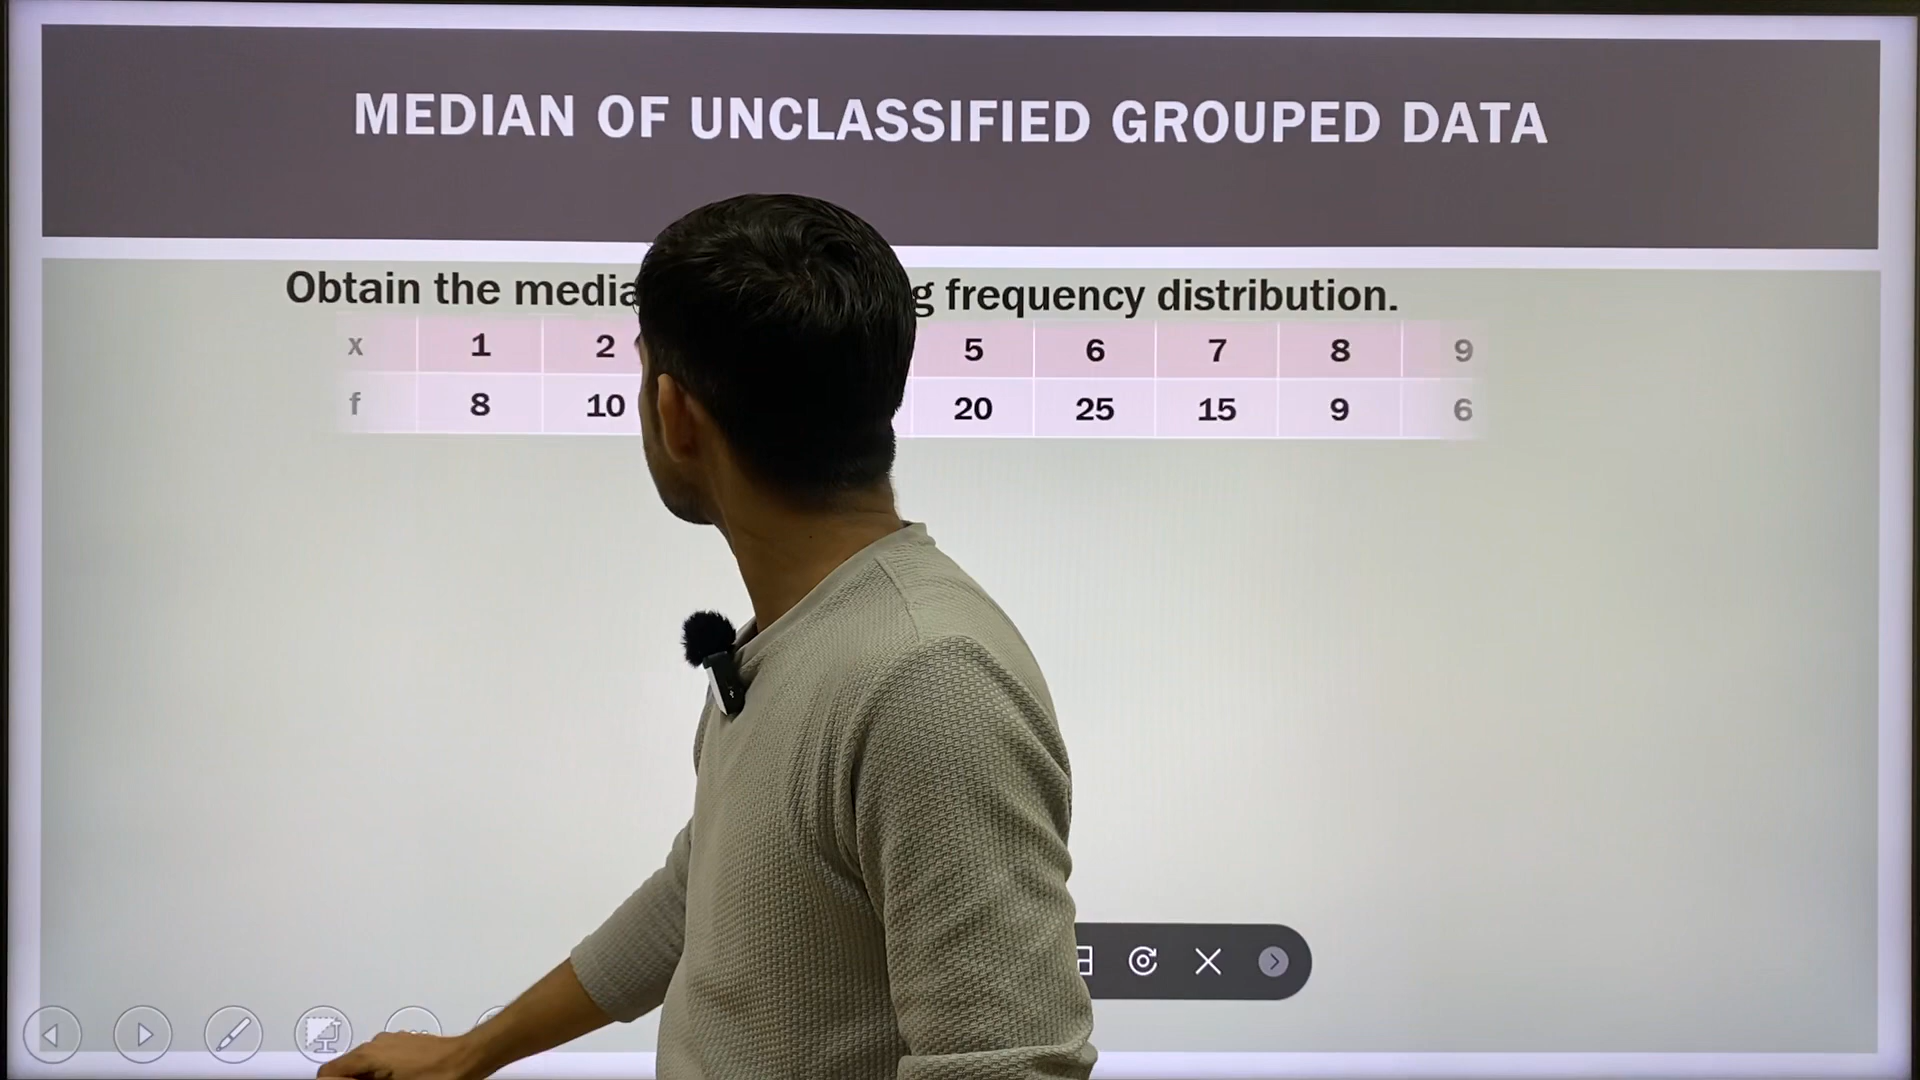 MEDIAN OF UNCLASSIFIED GROUPED DATA
Obtain the media g frequency distribution.
x 1 2 5 6 7 8 9
f 8 10 20 25 15 9 6